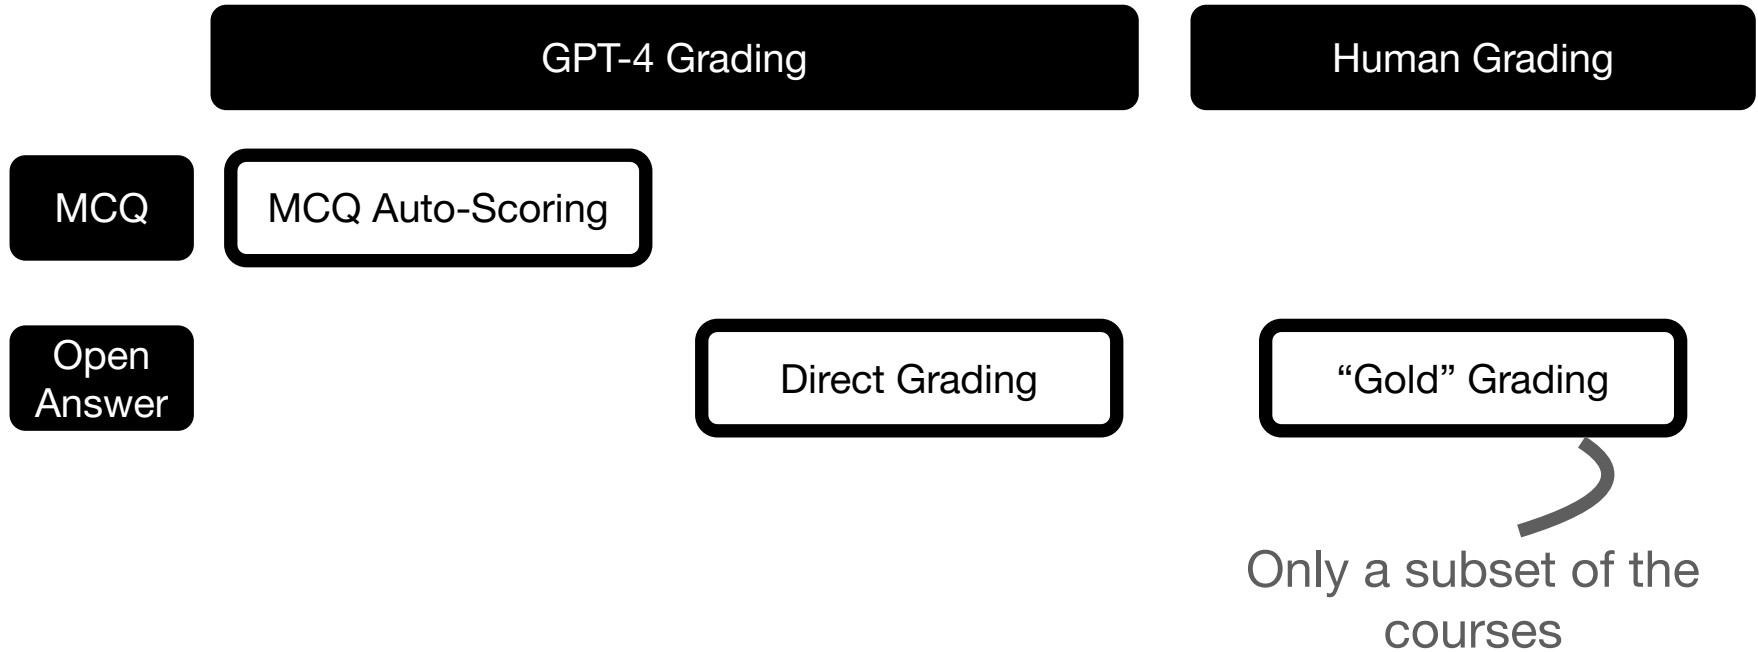 GPT-4 Grading
Human Grading
MCQ
MCQ Auto-Scoring
Open
Answer
Direct Grading
“Gold” Grading
Only a subset of the
courses